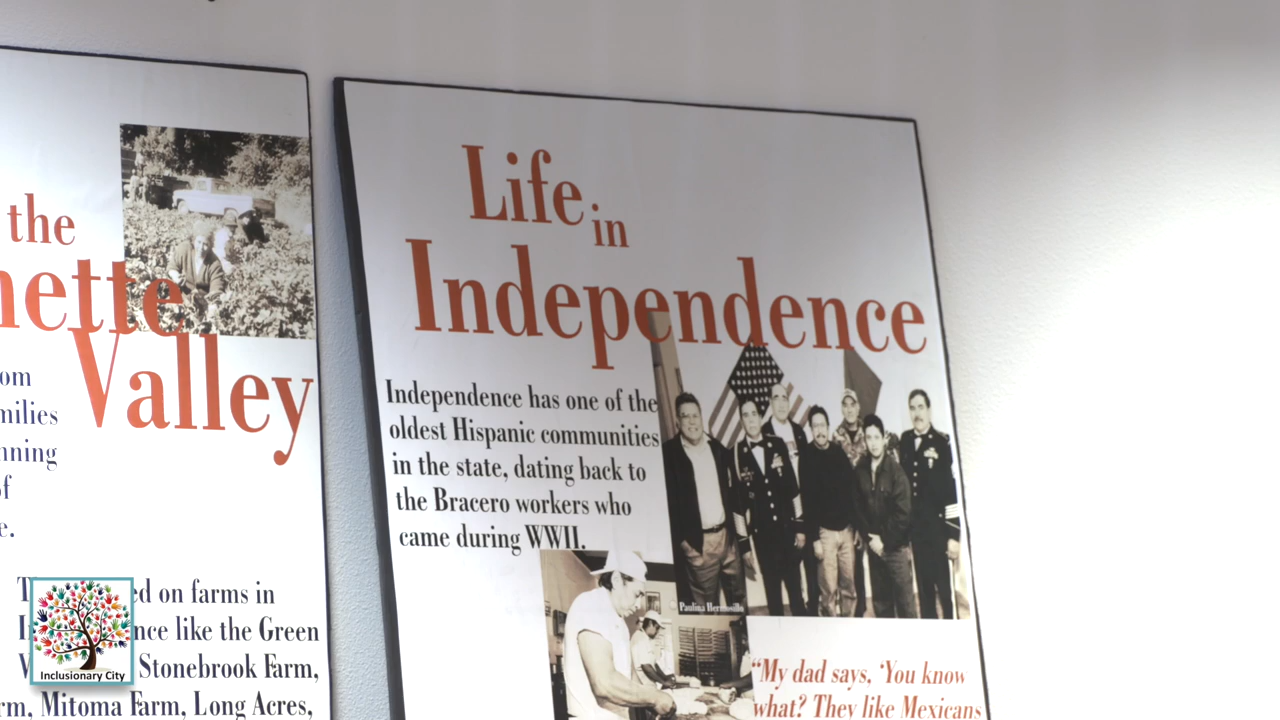 the
nette
Valley
om
milies
nning
of
e.
ed on farms in
nce like the Green
Stonebrook Farm,
rm, Mitoma Farm, Long Acres,
Life in
Independence
Independence has one of the
oldest Hispanic communities
in the state, dating back to
the Bracero workers who
came during WWII.
Paulina Hermosillo
"My dad says, 'You know
what? They like Mexicans
Inclusionary City